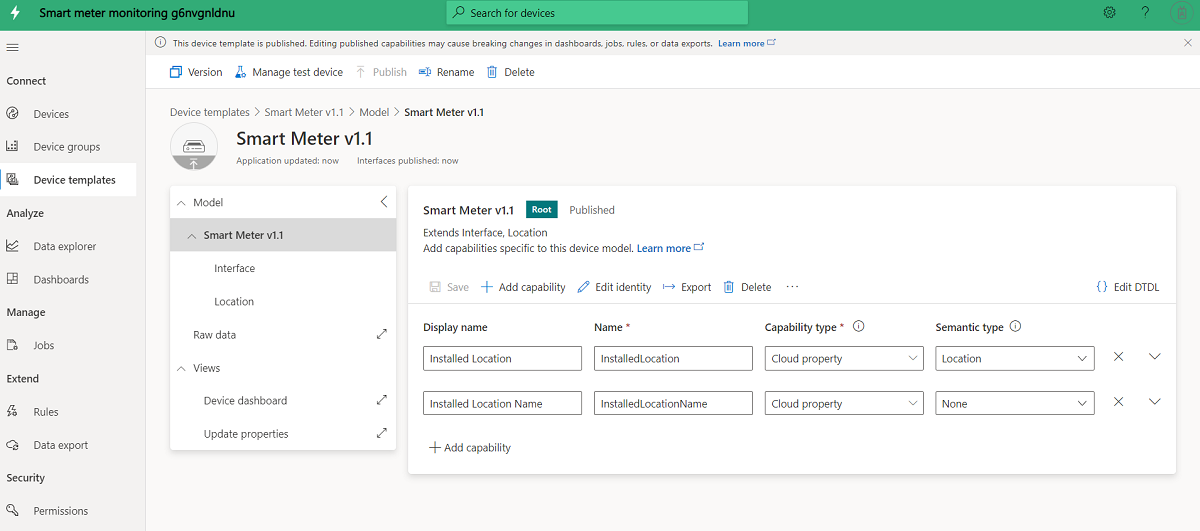 Smart meter monitoring g6nvgnldnu
Search for devices
This device template is published. Editing published capabilities may cause breaking changes in dashboards, jobs, rules, or data exports. Learn more
Version Manage test device Publish Rename Delete
Connect
Devices
Device groups
Device templates
Analyze
Data explorer
Dashboards
Manage
Jobs
Extend
Rules
Data export
Security
Permissions
Device templates > Smart Meter v1.1 > Model > Smart Meter v1.1
Smart Meter v1.1
Application updated: now Interfaces published: now
Model
Smart Meter v1.1
Interface
Location
Raw data
Views
Device dashboard
Update properties
Smart Meter v1.1 Root Published
Extends Interface, Location
Add capabilities specific to this device model. Learn more
Save Add capability Edit identity Export Delete ... {} Edit DTDL
Display name Name * Capability type * Semantic type
Installed Location InstalledLocation Cloud property Location
Installed Location Name InstalledLocationName Cloud property None
Add capability